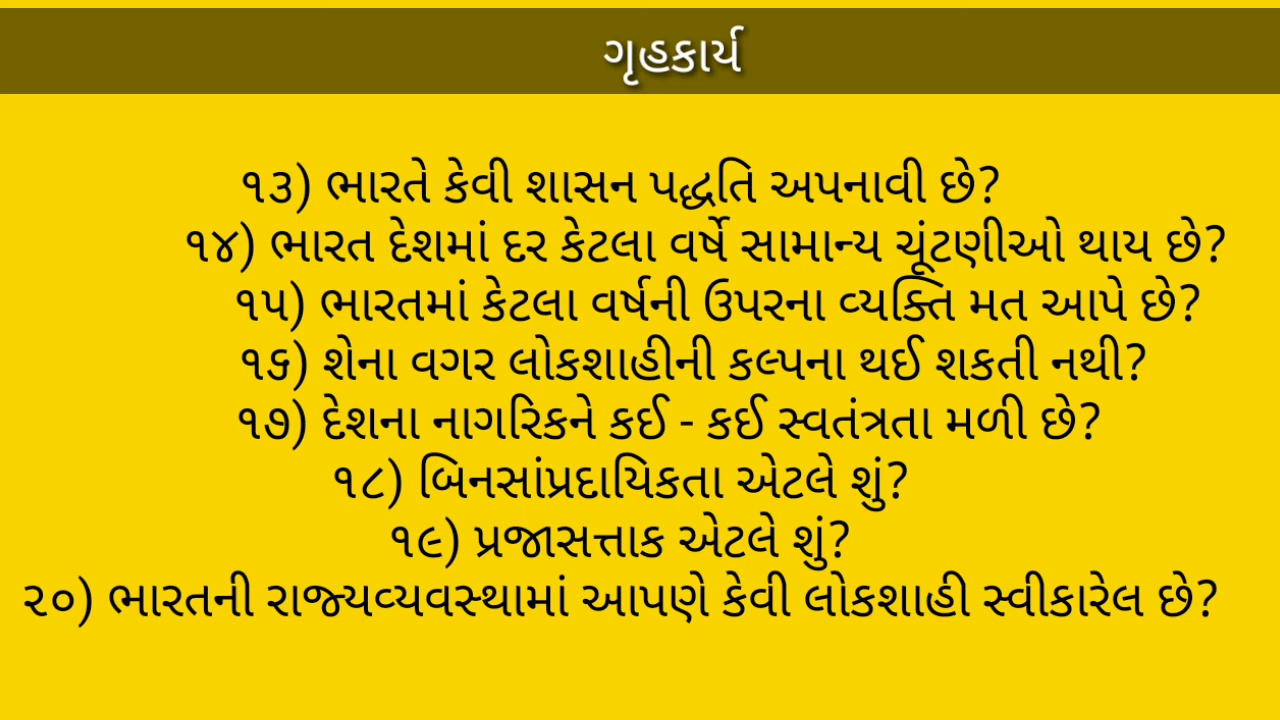 ગૃહકાર્ય
૧૩) ભારતે કેવી શાસન પદ્ધતિ અપનાવી છે?
૧૪) ભારત દેશમાં દર કેટલા વર્ષે સામાન્ય ચૂંટણીઓ થાય છે?
૧૫) ભારતમાં કેટલા વર્ષની ઉપરના વ્યક્તિ મત આપે છે?
૧૬) શેના વગર લોકશાહીની કલ્પના થઈ શકતી નથી?
૧૭) દેશના નાગરિકને કઈ - કઈ સ્વતંત્રતા મળી છે?
૧૮) બિનસાંપ્રદાયિકતા એટલે શું?
૧૯) પ્રજાસત્તાક એટલે શું?
૨૦) ભારતની રાજ્યવ્યવસ્થામાં આપણે કેવી લોકશાહી સ્વીકારેલ છે?